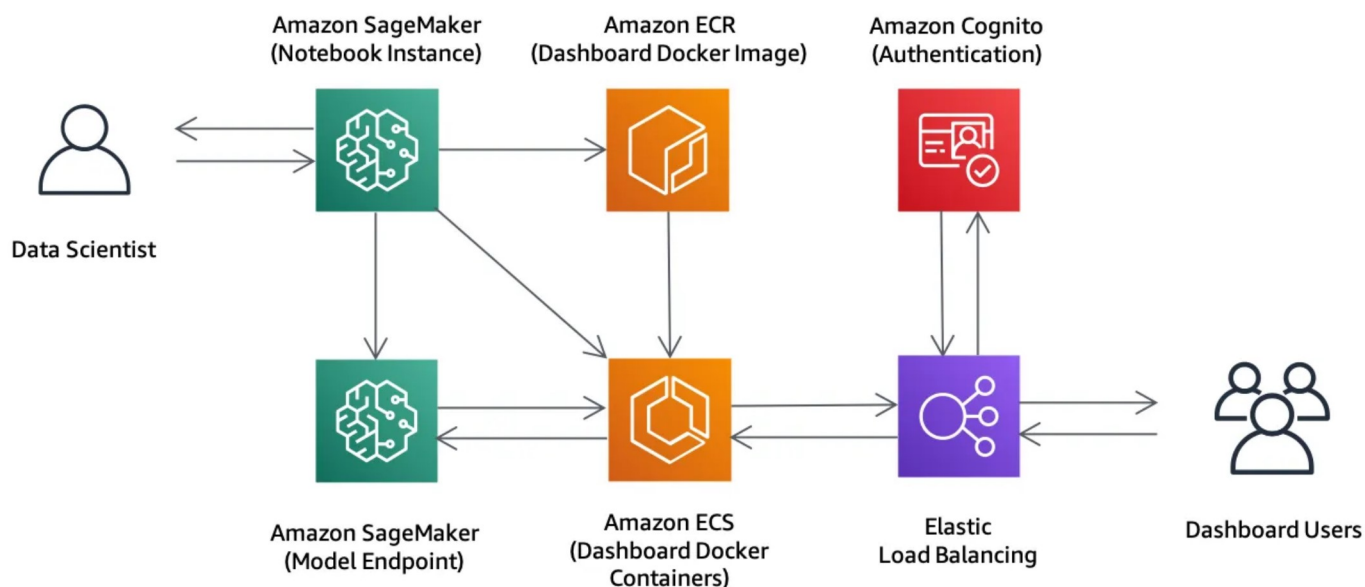 Amazon SageMaker
(Notebook Instance)
Amazon ECR
(Dashboard Docker Image)
Amazon Cognito
(Authentication)
Data Scientist
Amazon SageMaker
(Model Endpoint)
Amazon ECS
(Dashboard Docker
Containers)
Elastic
Load Balancing
Dashboard Users